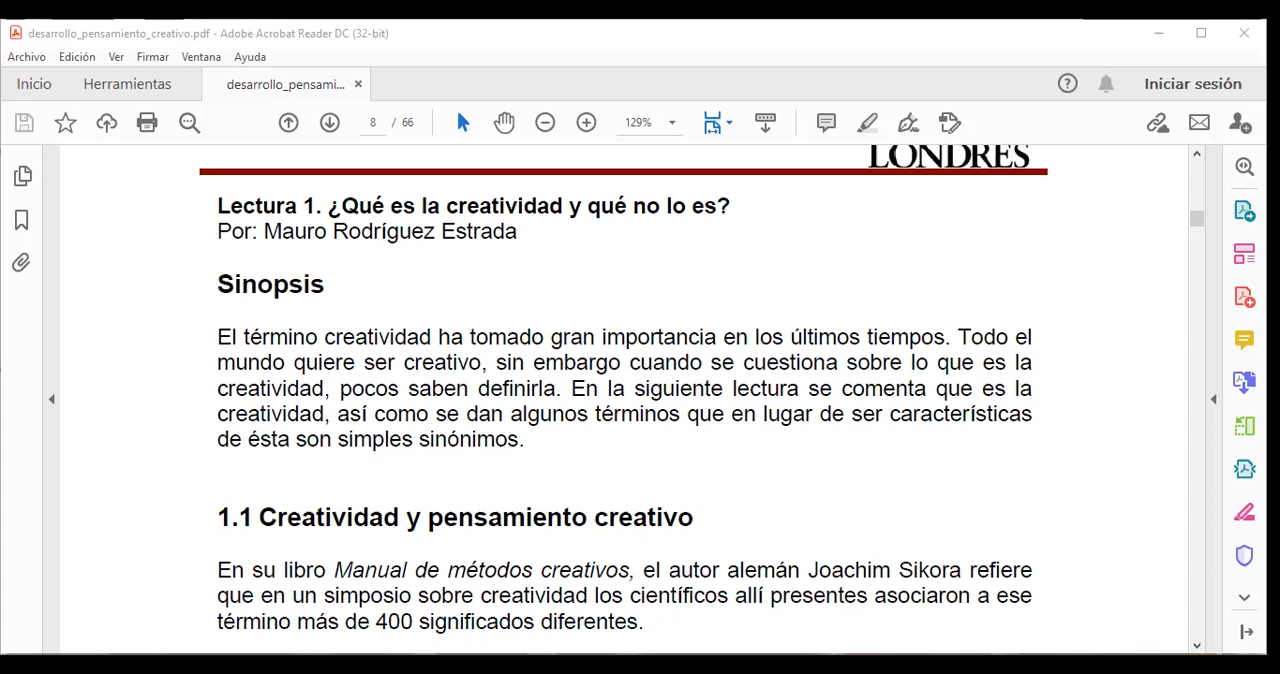 desarrollo_pensamiento_creativo.pdf - Adobe Acrobat Reader DC (32-bit)
Archivo Edición Ver Firmar Ventana Ayuda
Inicio Herramientas desarrollo_pensami... × Iniciar sesión
8 / 66 129%
LONDRES
Lectura 1. ¿Qué es la creatividad y qué no lo es?
Por: Mauro Rodríguez Estrada
Sinopsis
El término creatividad ha tomado gran importancia en los últimos tiempos. Todo el
mundo quiere ser creativo, sin embargo cuando se cuestiona sobre lo que es la
creatividad, pocos saben definirla. En la siguiente lectura se comenta que es la
creatividad, así como se dan algunos términos que en lugar de ser características
de ésta son simples sinónimos.
1.1 Creatividad y pensamiento creativo
En su libro Manual de métodos creativos, el autor alemán Joachim Sikora refiere
que en un simposio sobre creatividad los científicos allí presentes asociaron a ese
término más de 400 significados diferentes.